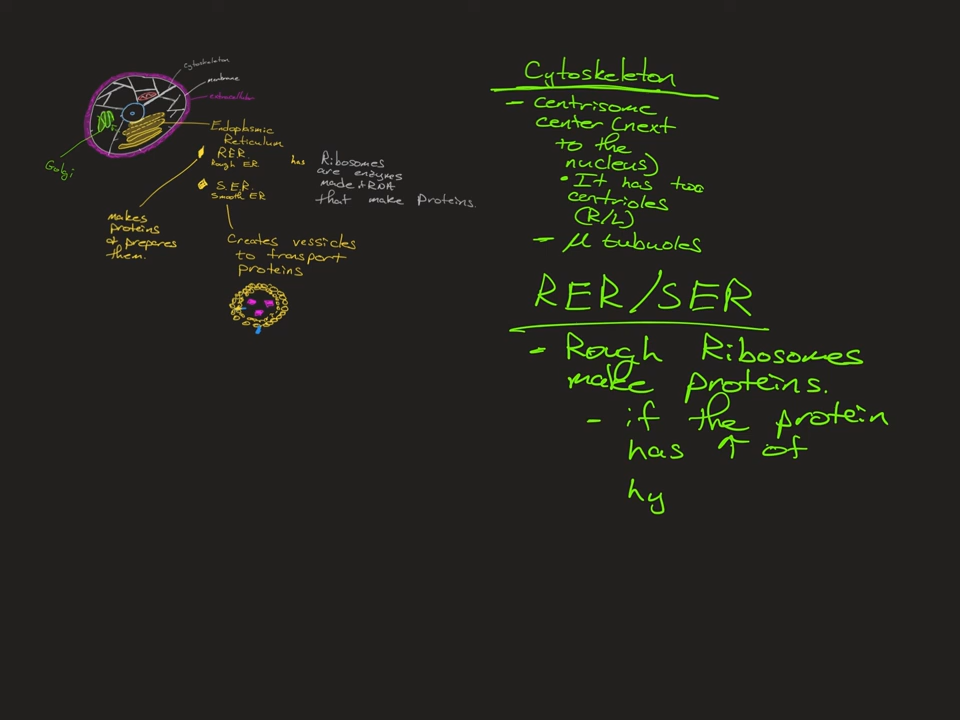 Cytoskeleton
membrane
extracellular
Golgi
Endoplasmic
Reticulum
RER
Rough ER
S.E.R.
Smooth ER
has Ribosomes
are enzymes
made + RNA
that make proteins.
makes
proteins
& prepares
them.
Creates vessicles
to transport
proteins
Cytoskeleton
- centrisome
center (next
to the
nucleus)
• It has two
centrioles
(R/L)
- μ tubuoles
RER/SER
- Rough Ribosomes
make proteins.
- if the protein
has ↑ of
hy